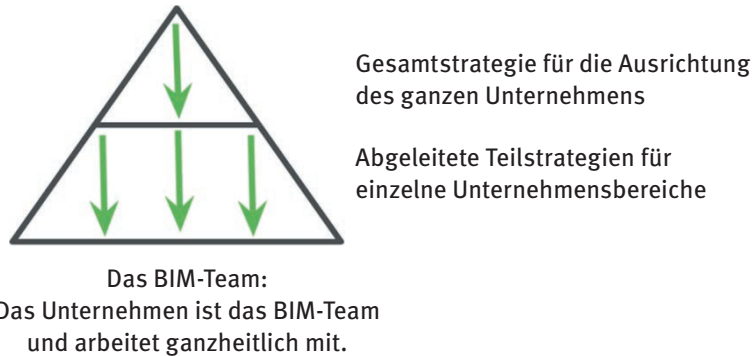 Gesamtstrategie für die Ausrichtung
des ganzen Unternehmens
Abgeleitete Teilstrategien für
einzelne Unternehmensbereiche
Das BIM-Team:
Das Unternehmen ist das BIM-Team
und arbeitet ganzheitlich mit.